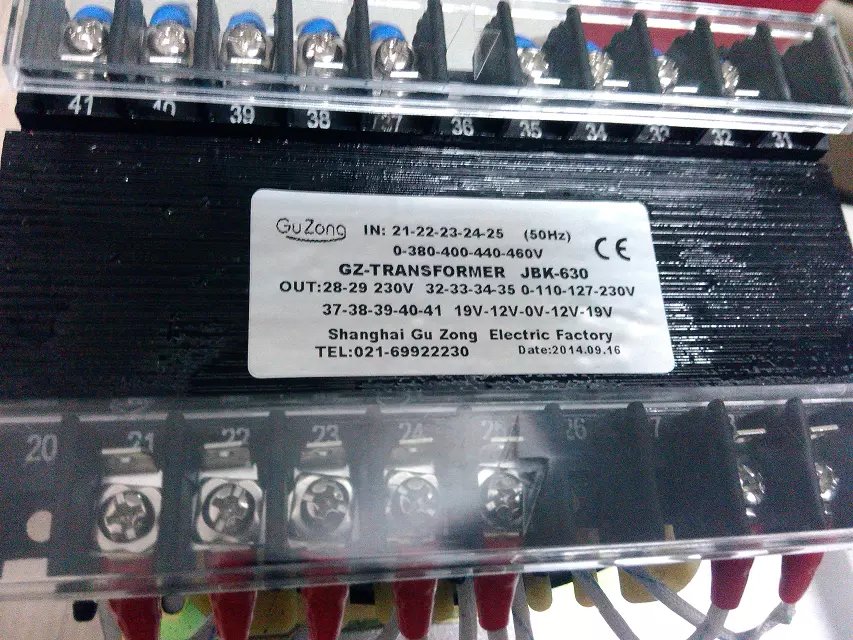 41 40 39 38 37 36 35 34 33 32 31
GuZong
IN: 21-22-23-24-25 (50Hz)
CE
0-380-400-440-460V
GZ-TRANSFORMER JBK-630
OUT:28-29 230V 32-33-34-35 0-110-127-230V
37-38-39-40-41 19V-12V-0V-12V-19V
Shanghai Gu Zong Electric Factory
TEL:021-69922230 Date:2014.09.16
20 21 22 23 24 25 26